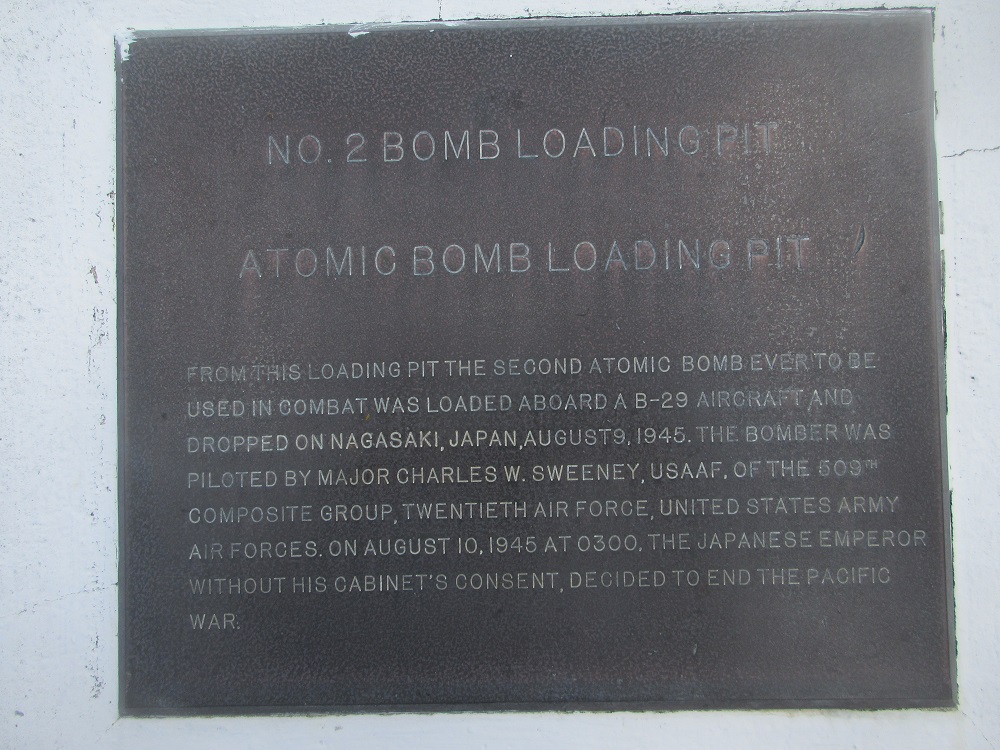 NO. 2 BOMB LOADING PIT
ATOMIC BOMB LOADING PIT
FROM THIS LOADING PIT THE SECOND ATOMIC BOMB EVER TO BE
USED IN COMBAT WAS LOADED ABOARD A B-29 AIRCRAFT AND
DROPPED ON NAGASAKI, JAPAN, AUGUST 9, 1945. THE BOMBER WAS
PILOTED BY MAJOR CHARLES W. SWEENEY, USAAF, OF THE 509TH
COMPOSITE GROUP, TWENTIETH AIR FORCE, UNITED STATES ARMY
AIR FORCES. ON AUGUST 10, 1945 AT 0300, THE JAPANESE EMPEROR
WITHOUT HIS CABINET'S CONSENT, DECIDED TO END THE PACIFIC
WAR.